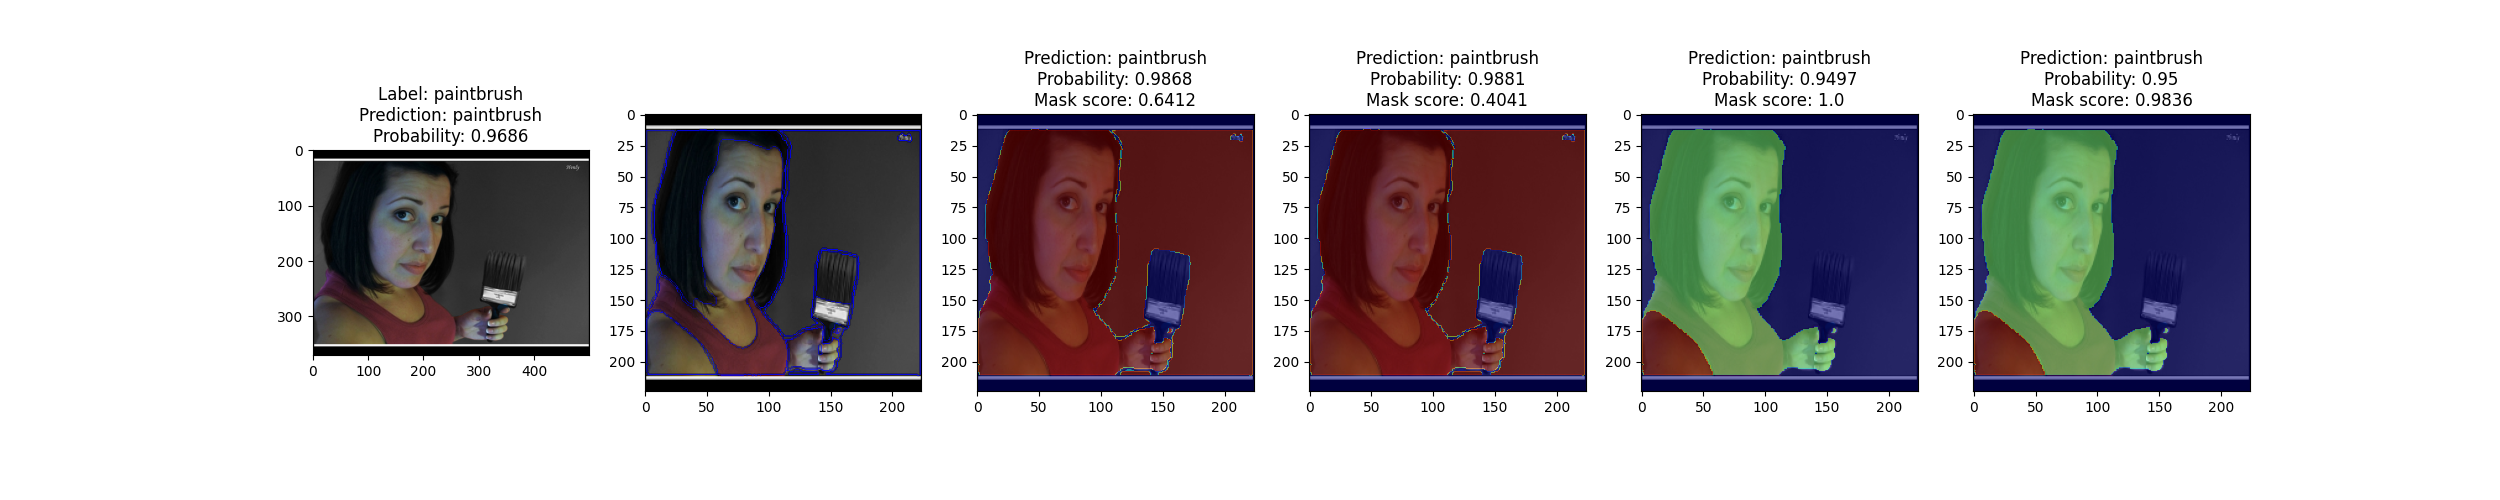 Label: paintbrush
Prediction: paintbrush
Probability: 0.9686
0
100
200
300
0 100 200 300 400
0
25
50
75
100
125
150
175
200
0 50 100 150 200
Prediction: paintbrush
Probability: 0.9868
Mask score: 0.6412
0
25
50
75
100
125
150
175
200
0 50 100 150 200
Prediction: paintbrush
Probability: 0.9881
Mask score: 0.4041
0
25
50
75
100
125
150
175
200
0 50 100 150 200
Prediction: paintbrush
Probability: 0.9497
Mask score: 1.0
0
25
50
75
100
125
150
175
200
0 50 100 150 200
Prediction: paintbrush
Probability: 0.95
Mask score: 0.9836
0
25
50
75
100
125
150
175
200
0 50 100 150 200